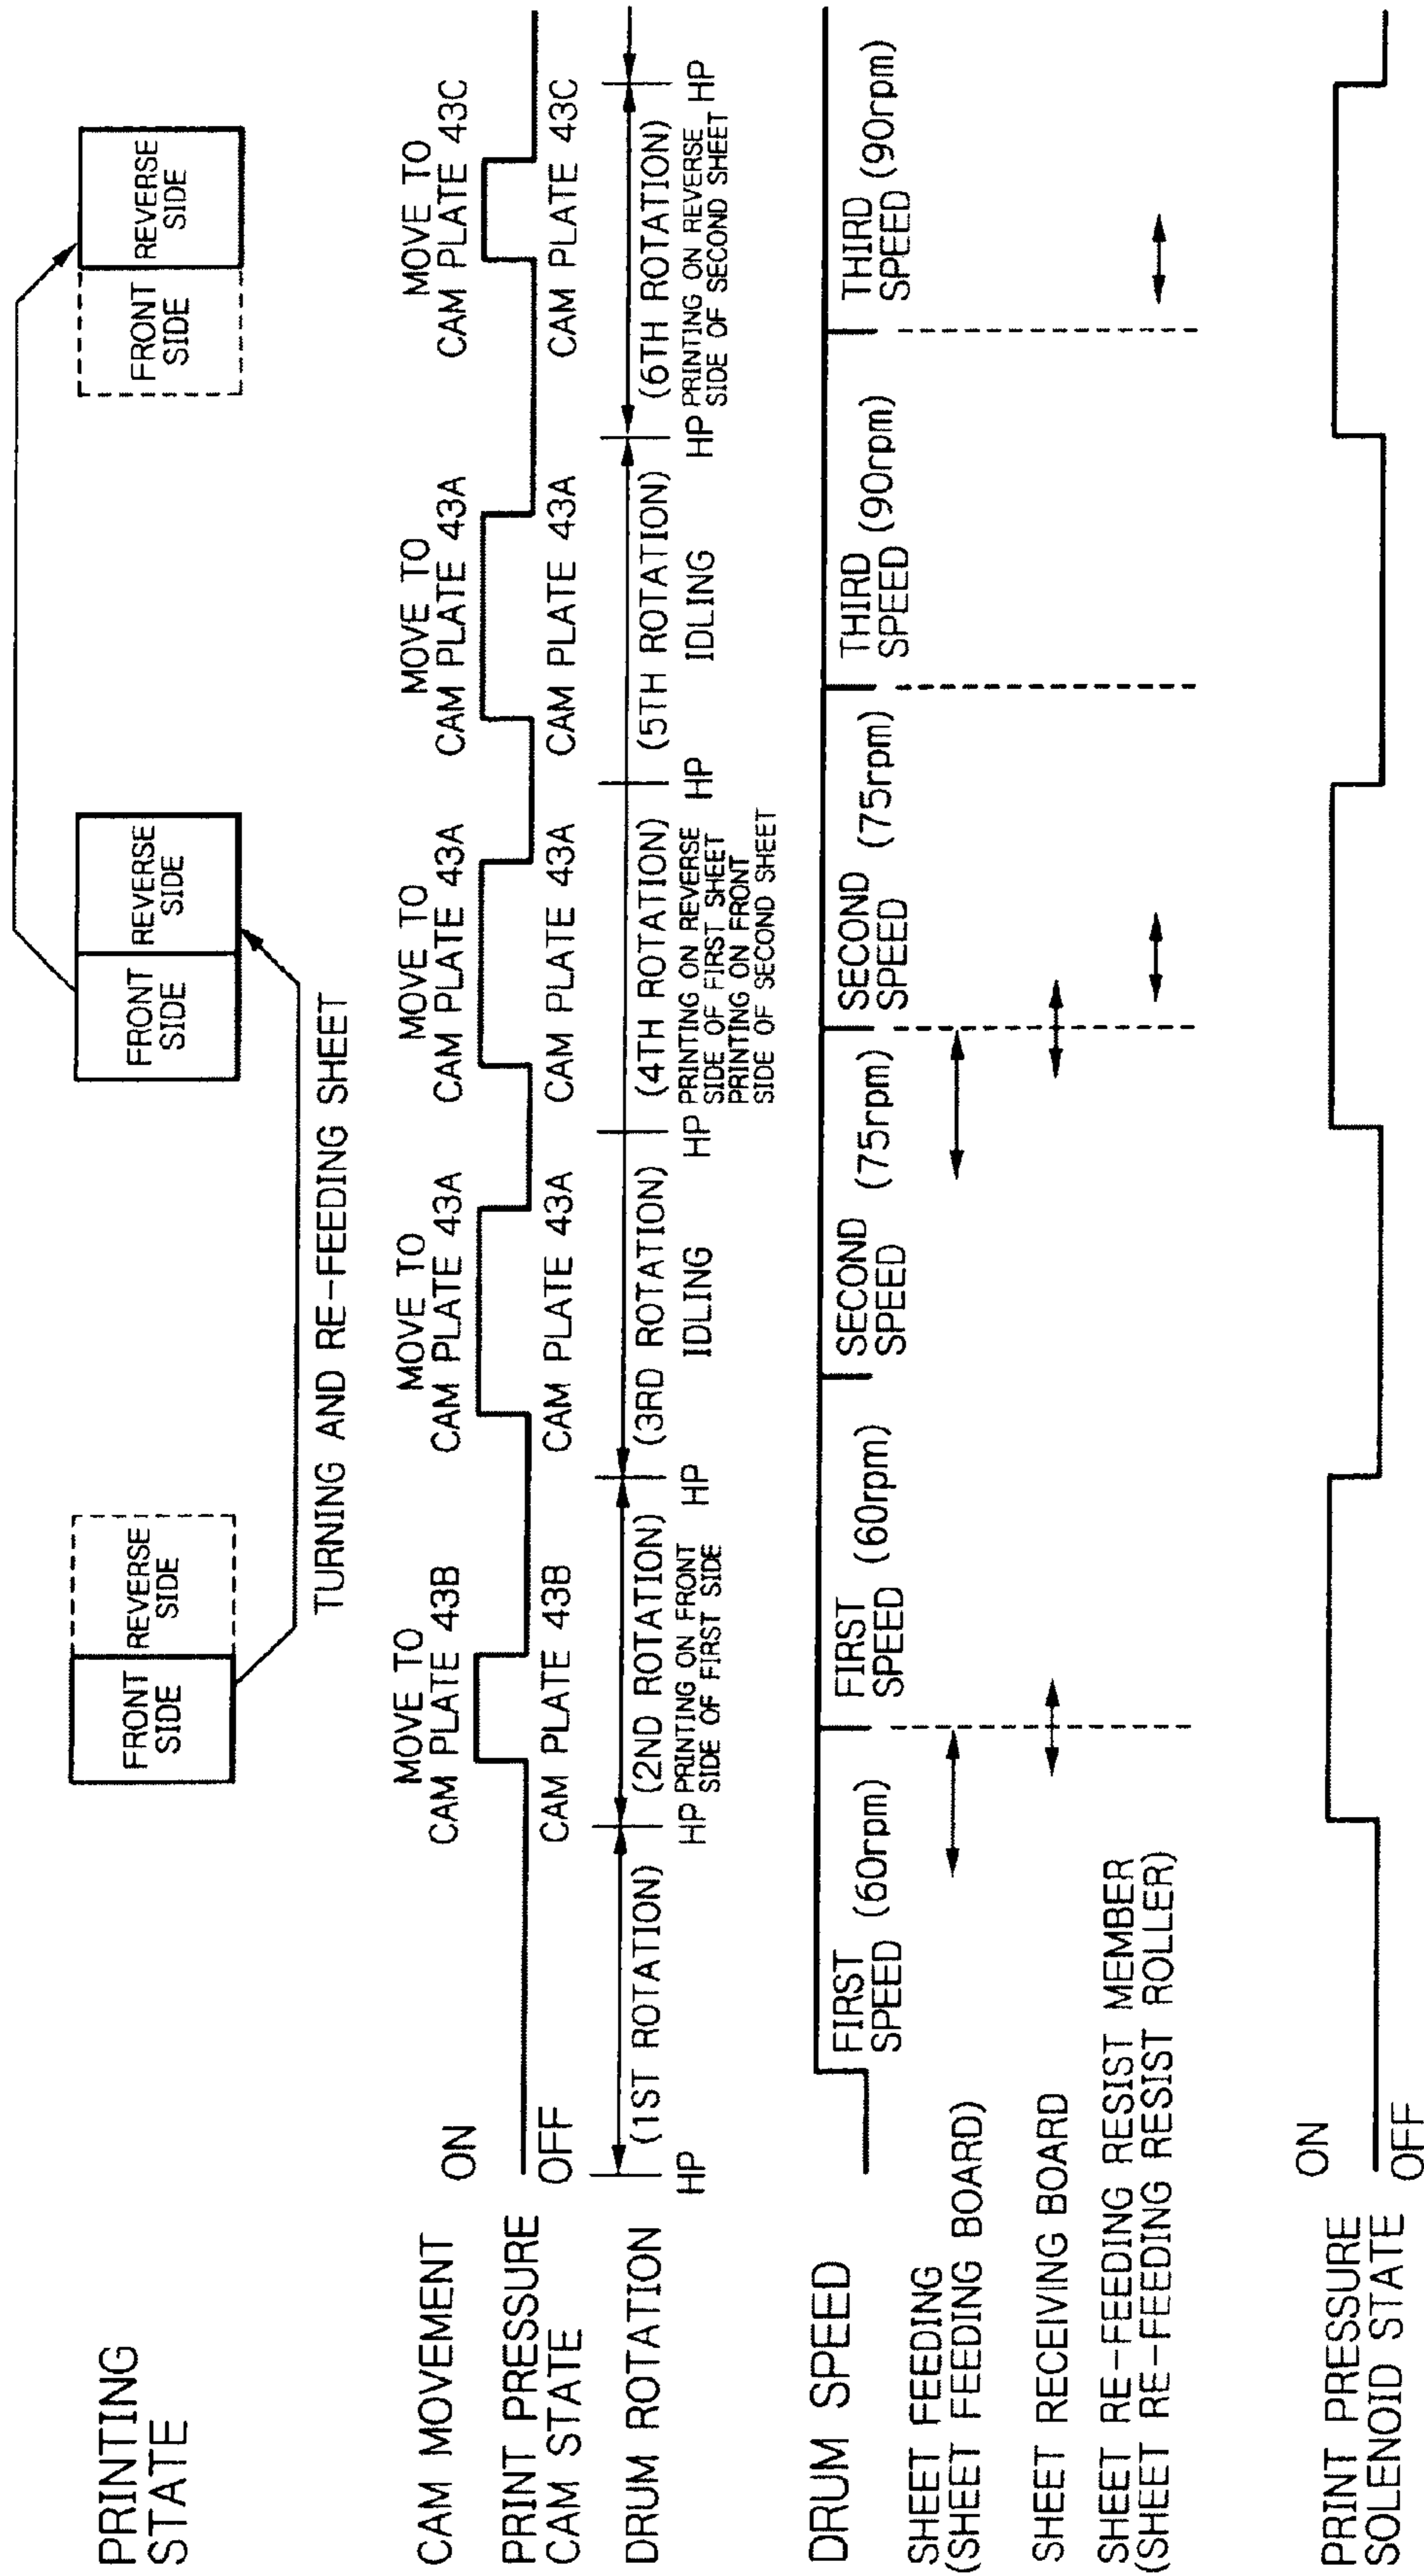 PRINTING
STATE
FRONT
SIDE
REVERSE
SIDE
FRONT
SIDE
REVERSE
SIDE
FRONT
SIDE
REVERSE
SIDE
TURNING AND RE-FEEDING SHEET
CAM MOVEMENT
ON
MOVE TO
CAM PLATE 43B
MOVE TO
CAM PLATE 43A
MOVE TO
CAM PLATE 43A
MOVE TO
CAM PLATE 43A
MOVE TO
CAM PLATE 43C
PRINT PRESSURE
CAM STATE
OFF
CAM PLATE 43B
CAM PLATE 43A
CAM PLATE 43A
CAM PLATE 43A
CAM PLATE 43C
DRUM ROTATION
(1ST ROTATION)
(2ND ROTATION)
(3RD ROTATION)
(4TH ROTATION)
(5TH ROTATION)
(6TH ROTATION)
HP
HP
PRINTING ON FRONT
SIDE OF FIRST SIDE
HP
IDLING
HP
PRINTING ON REVERSE
SIDE OF FIRST SHEET
PRINTING ON FRONT
SIDE OF SECOND SHEET
HP
IDLING
HP
PRINTING ON REVERSE
SIDE OF SECOND SHEET
HP
DRUM SPEED
FIRST
SPEED (60rpm)
FIRST
SPEED (60rpm)
SECOND
SPEED (75rpm)
SECOND
SPEED (75rpm)
THIRD
SPEED (90rpm)
THIRD
SPEED (90rpm)
SHEET FEEDING
(SHEET FEEDING BOARD)
SHEET RECEIVING BOARD
SHEET RE-FEEDING RESIST MEMBER
(SHEET RE-FEEDING RESIST ROLLER)
PRINT PRESSURE
SOLENOID STATE
ON
OFF